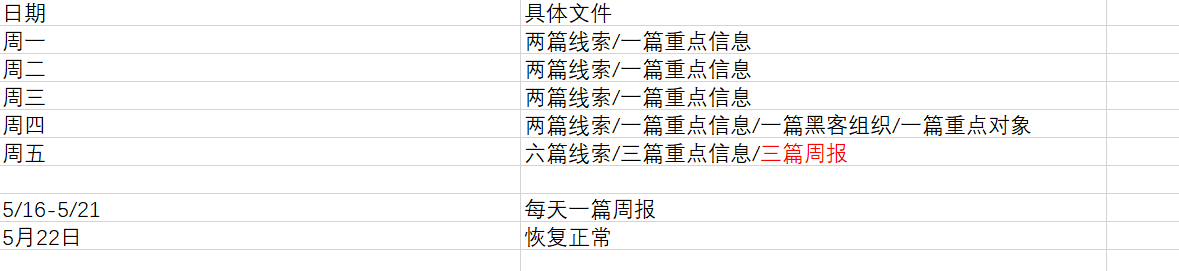 日期 具体文件
周一 两篇线索/一篇重点信息
周二 两篇线索/一篇重点信息
周三 两篇线索/一篇重点信息
周四 两篇线索/一篇重点信息/一篇黑客组织/一篇重点对象
周五 六篇线索/三篇重点信息/三篇周报
5/16-5/21 每天一篇周报
5月22日 恢复正常